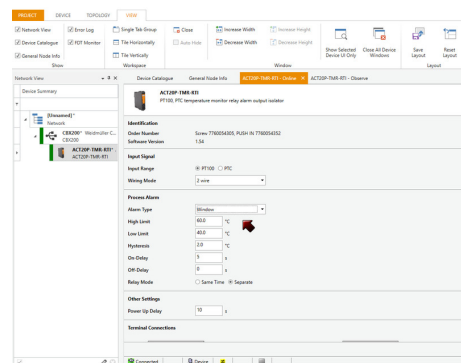 PROJECT DEVICE TOPOLOGY VIEW
Network View Error Log Single Tab Group Close Increase Width Increase Height
Device Catalogue FDT Monitor Tile Horizontally Auto Hide Decrease Width Decrease Height
General Node Info Tile Vertically
Show Selected Device UI Only Close All Device Windows Save Layout Reset Layout
Show Workspace Window Layout
Network View Device Catalogue General Node Info ACT20P-TMR-RTI - Online ACT20P-TMR-RTI - Observe
Device Summary
[Unnamed]*
Network
CBX200* Weidmüller C...
CBX200
ACT20P-TMR-RTI*
ACT20P-TMR-RTI
ACT20P-TMR-RTI
PT100, PTC temperature monitor relay alarm output isolator
Identification
Order Number Screw 7760054305, PUSH IN 7760054352
Software Version 1.54
Input Signal
Input Range PT100 PTC
Wiring Mode 2 wire
Process Alarm
Alarm Type Window
High Limit 60.0 °C
Low Limit 40.0 °C
Hysteresis 2.0 °C
On-Delay 5 s
Off-Delay 0 s
Relay Mode Same Time Separate
Other Settings
Power Up Delay 10 s
Terminal Connections
Connected Device